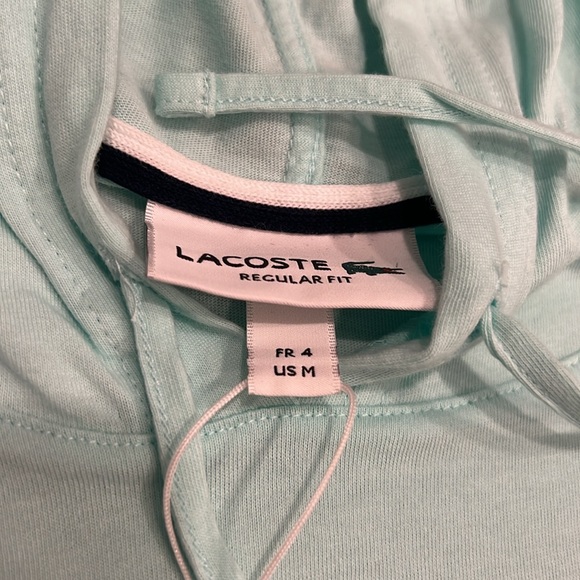 LACOSTE
REGULAR FIT
FR 4
US M